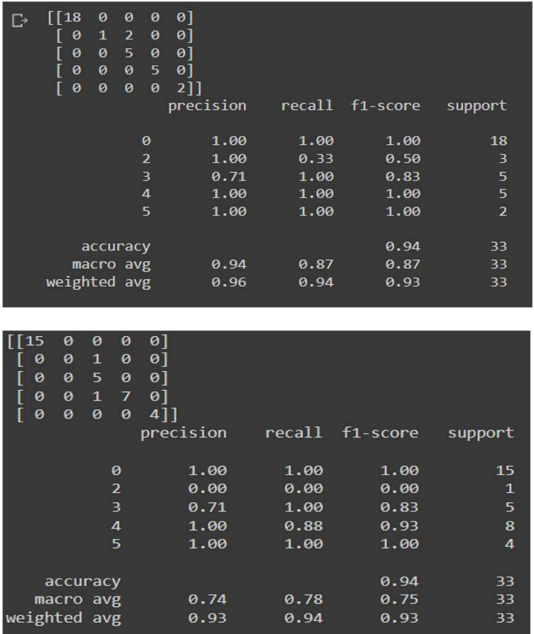 [[18 0 0 0 0]
[ 0 1 2 0 0]
[ 0 0 5 0 0]
[ 0 0 0 5 0]
[ 0 0 0 0 2]]
precision recall f1-score support
0 1.00 1.00 1.00 18
2 1.00 0.33 0.50 3
3 0.71 1.00 0.83 5
4 1.00 1.00 1.00 5
5 1.00 1.00 1.00 2
accuracy 0.94 33
macro avg 0.94 0.87 0.87 33
weighted avg 0.96 0.94 0.93 33
[[15 0 0 0 0]
[ 0 0 1 0 0]
[ 0 0 5 0 0]
[ 0 0 1 7 0]
[ 0 0 0 0 4]]
precision recall f1-score support
0 1.00 1.00 1.00 15
2 0.00 0.00 0.00 1
3 0.71 1.00 0.83 5
4 1.00 0.88 0.93 8
5 1.00 1.00 1.00 4
accuracy 0.94 33
macro avg 0.74 0.78 0.75 33
weighted avg 0.93 0.94 0.93 33